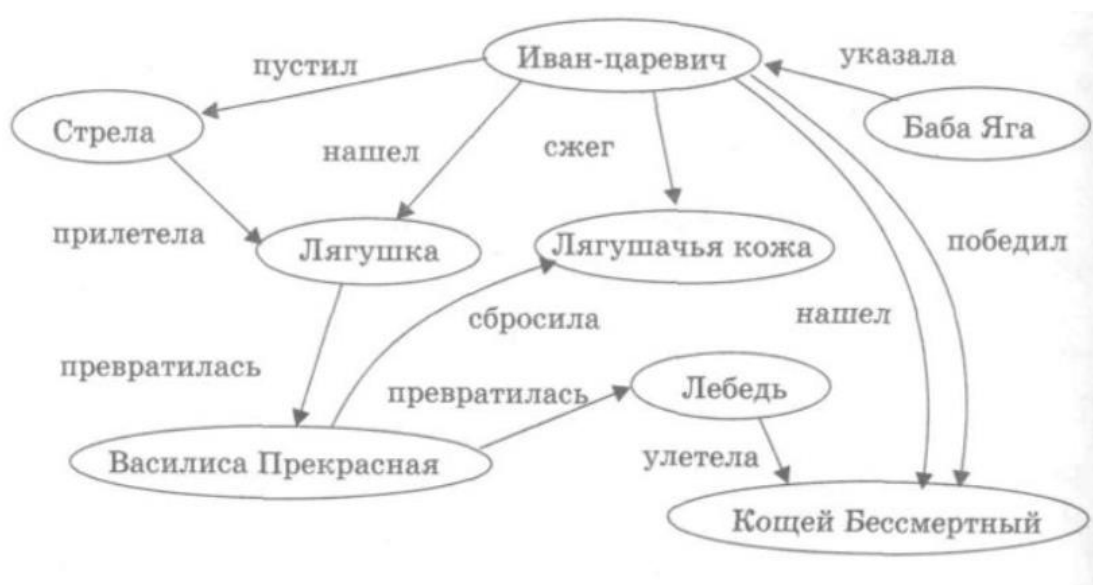 Иван-царевич
пустил
указала
Стрела
Баба Яга
нашел
сжег
прилетела
Лягушка
Лягушачья кожа
победил
сбросила
нашел
превратилась
превратилась
Лебедь
Василиса Прекрасная
улетела
Кощей Бессмертный